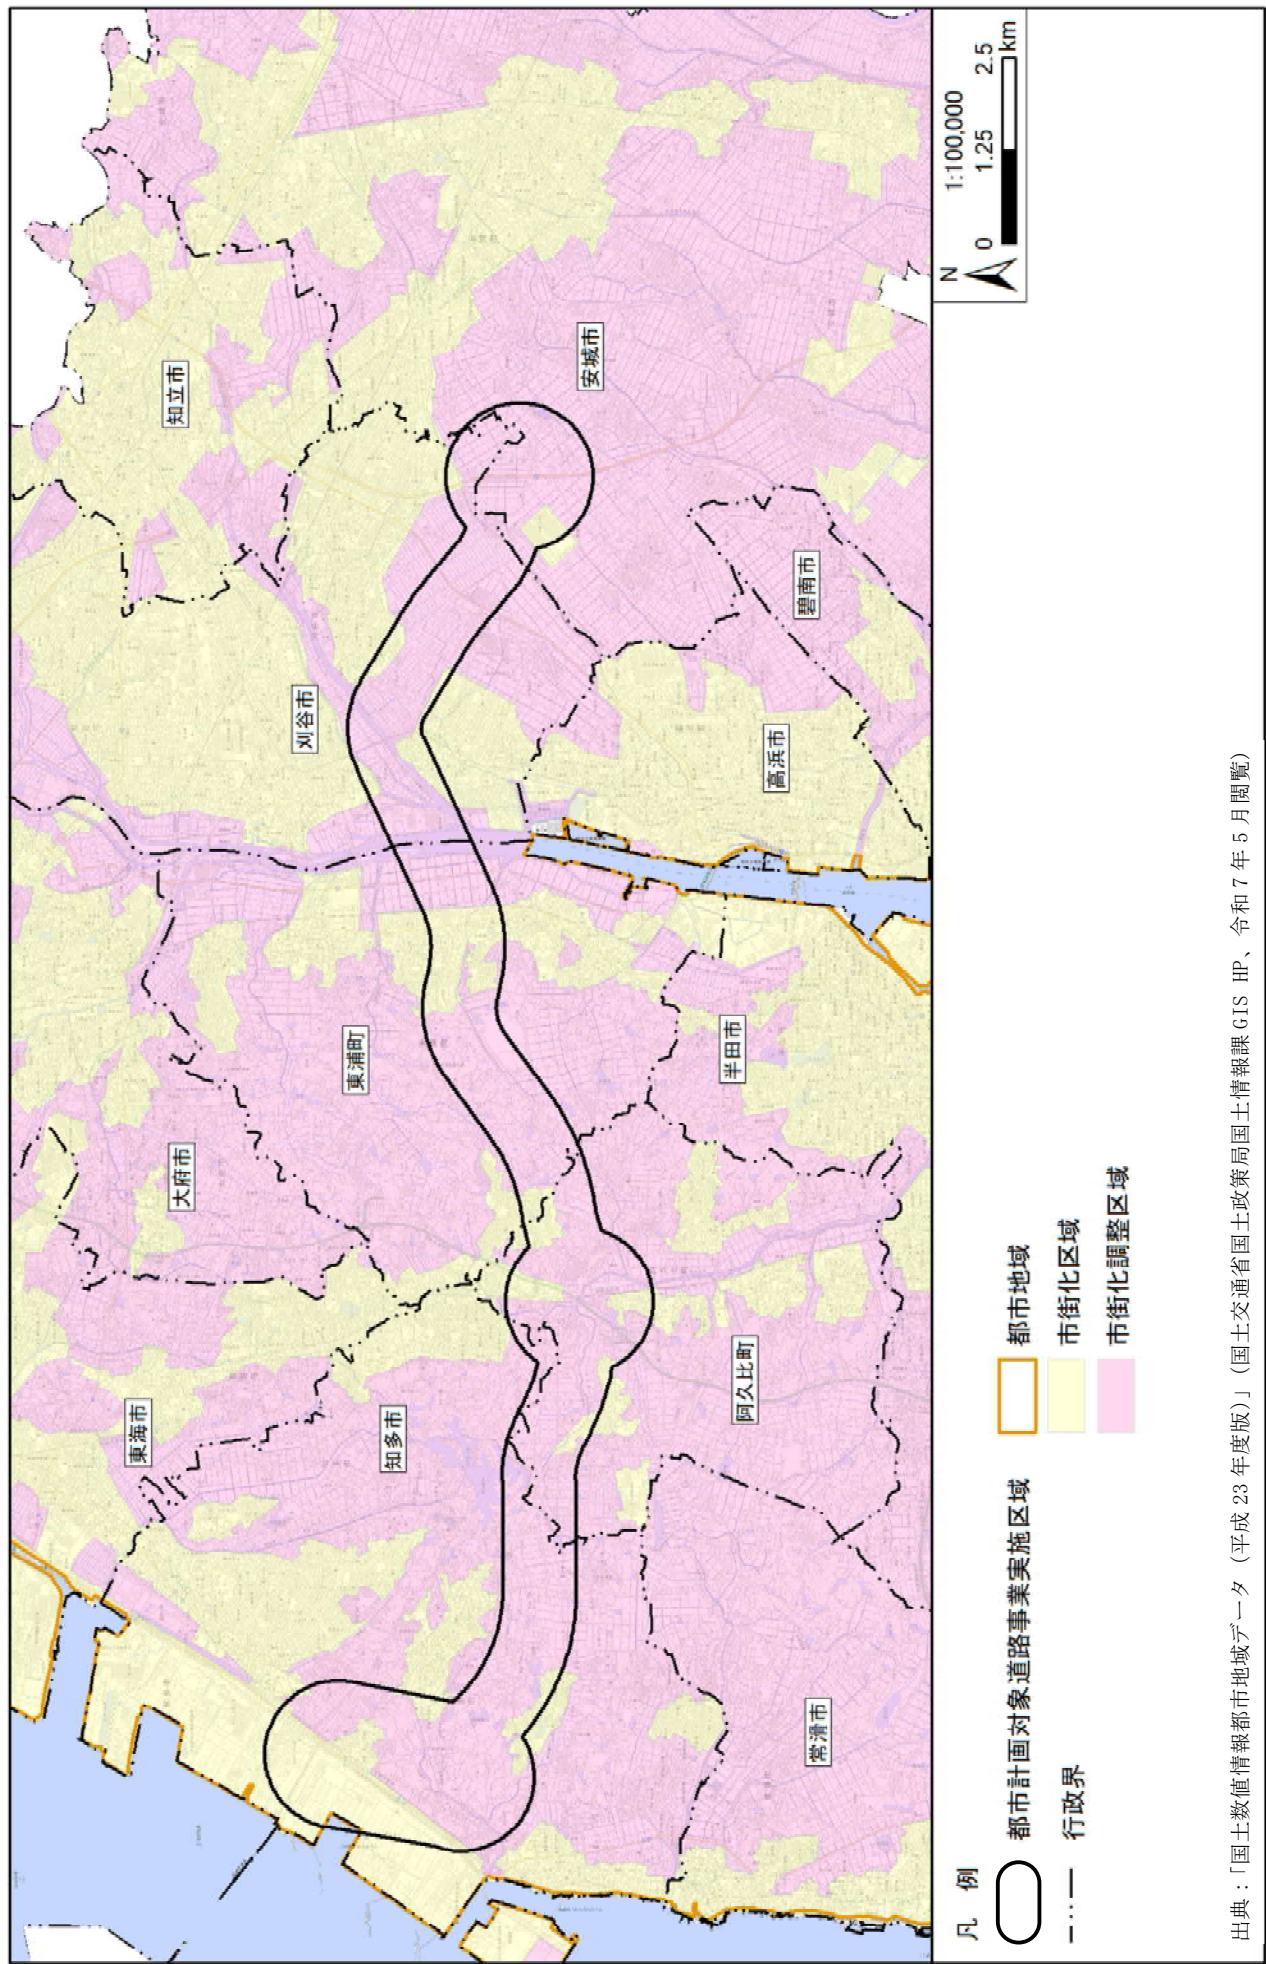 東海市
大府市
知立市
知多市
東浦町
刈谷市
安城市
常滑市
阿久比町
半田市
高浜市
碧南市
凡 例
都市計画対象道路事業実施区域
行政界
都市地域
市街化区域
市街化調整区域
N
1:100,000
0 1.25 2.5
km
出典：「国土数値情報都市地域データ（平成 23 年度版）」（国土交通省国土政策局国土情報課 GIS HP、令和 7 年 5 月閲覧）